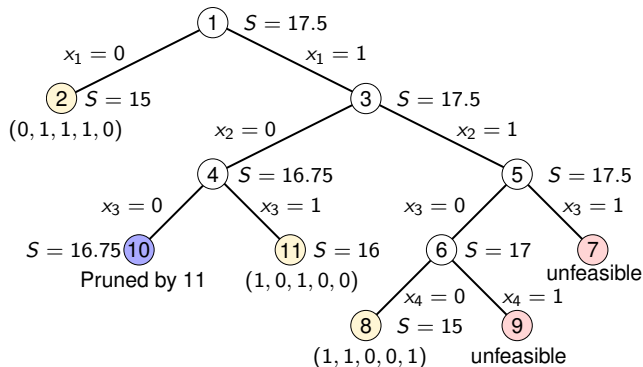 1 S = 17.5
x₁ = 0 x₁ = 1
2 S = 15 3 S = 17.5
(0, 1, 1, 1, 0) x₂ = 0 x₂ = 1
4 S = 16.75 5 S = 17.5
x₃ = 0 x₃ = 1 x₃ = 0 x₃ = 1
S = 16.75 10 11 S = 16 6 S = 17 7
Pruned by 11 (1, 0, 1, 0, 0) unfeasible
x₄ = 0 x₄ = 1
8 S = 15 9
(1, 1, 0, 0, 1) unfeasible